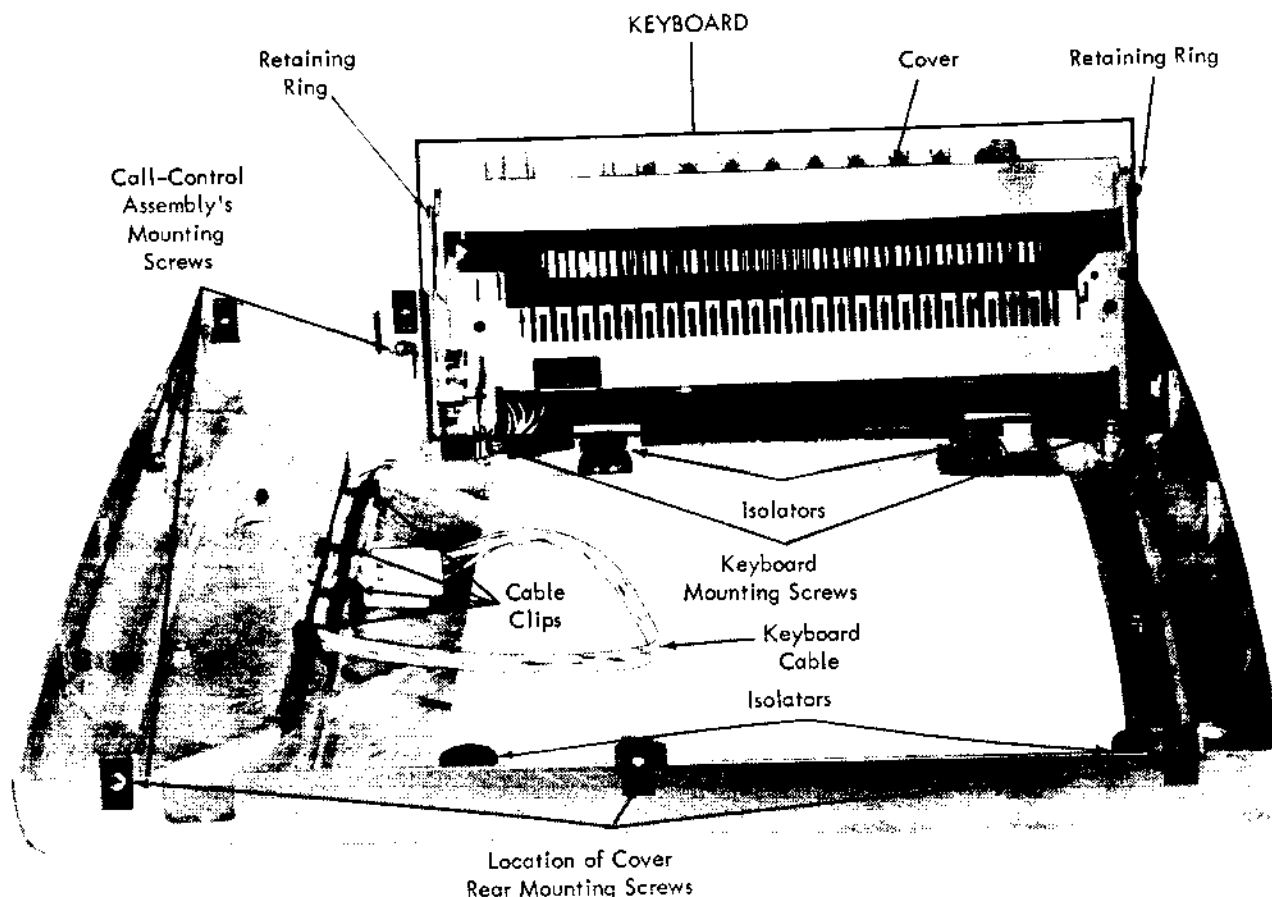 KEYBOARD
Retaining
Ring
Cover
Retaining Ring
Call-Control
Assembly's
Mounting
Screws
Isolators
Keyboard
Mounting Screws
Cable
Clips
Keyboard
Cable
Isolators
Location of Cover
Rear Mounting Screws